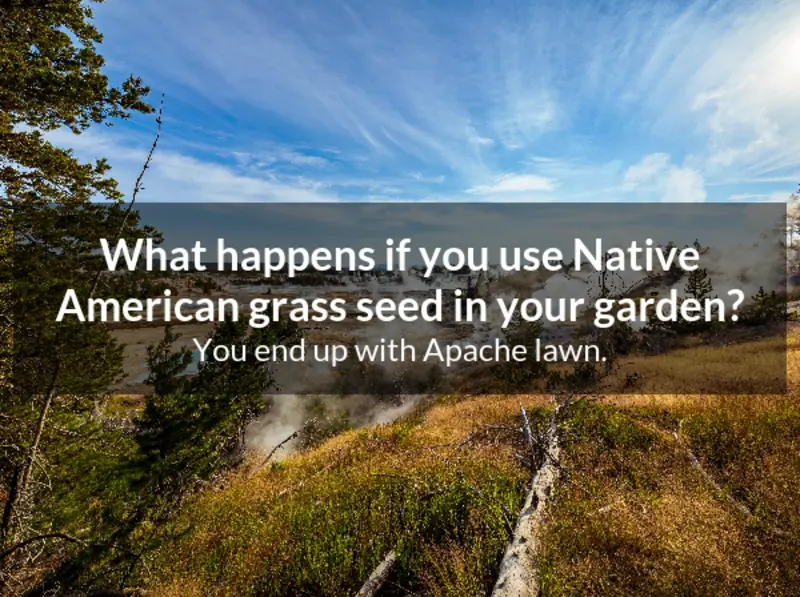 What happens if you use Native
American grass seed in your garden?
You end up with Apache lawn.